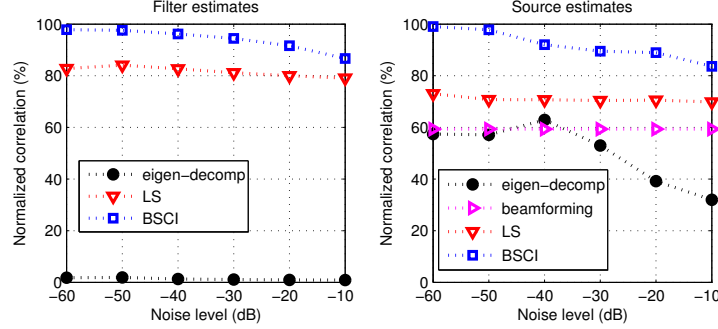 Filter estimates
Normalized correlation (%)
100
80
60
40
20
0
eigen−decomp
LS
BSCI
−60 −50 −40 −30 −20 −10
Noise level (dB)
Source estimates
Normalized correlation (%)
100
80
60
40
20
0
eigen−decomp
beamforming
LS
BSCI
−60 −50 −40 −30 −20 −10
Noise level (dB)